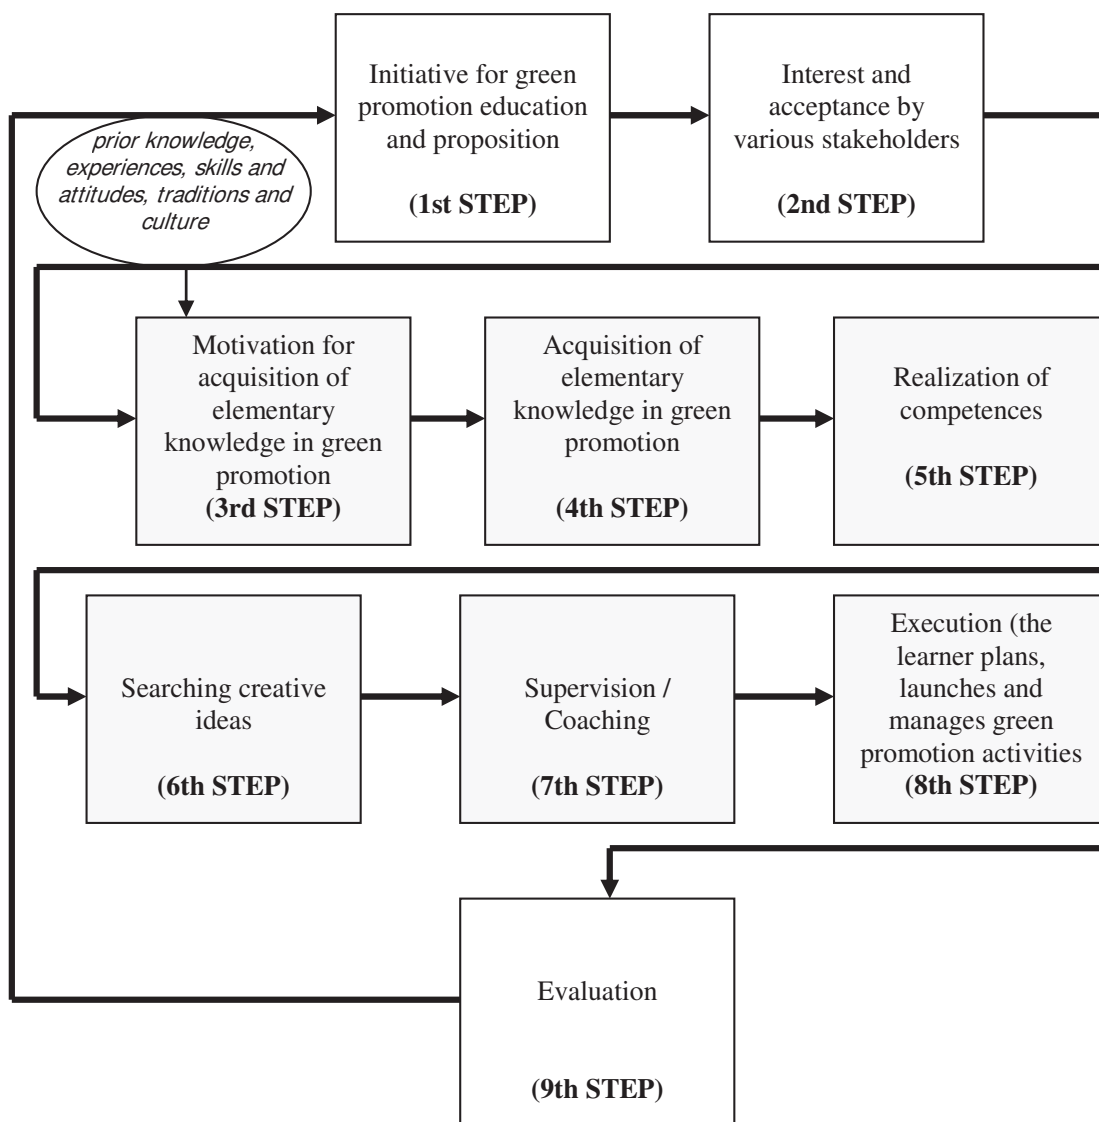 Initiative for green
promotion education
and proposition
(1st STEP)
Interest and
acceptance by
various stakeholders
(2nd STEP)
prior knowledge,
experiences, skills and
attitudes, traditions and
culture
Motivation for
acquisition of
elementary
knowledge in green
promotion
(3rd STEP)
Acquisition of
elementary
knowledge in green
promotion
(4th STEP)
Realization of
competences
(5th STEP)
Searching creative
ideas
(6th STEP)
Supervision /
Coaching
(7th STEP)
Execution (the
learner plans,
launches and
manages green
promotion activities
(8th STEP)
Evaluation
(9th STEP)